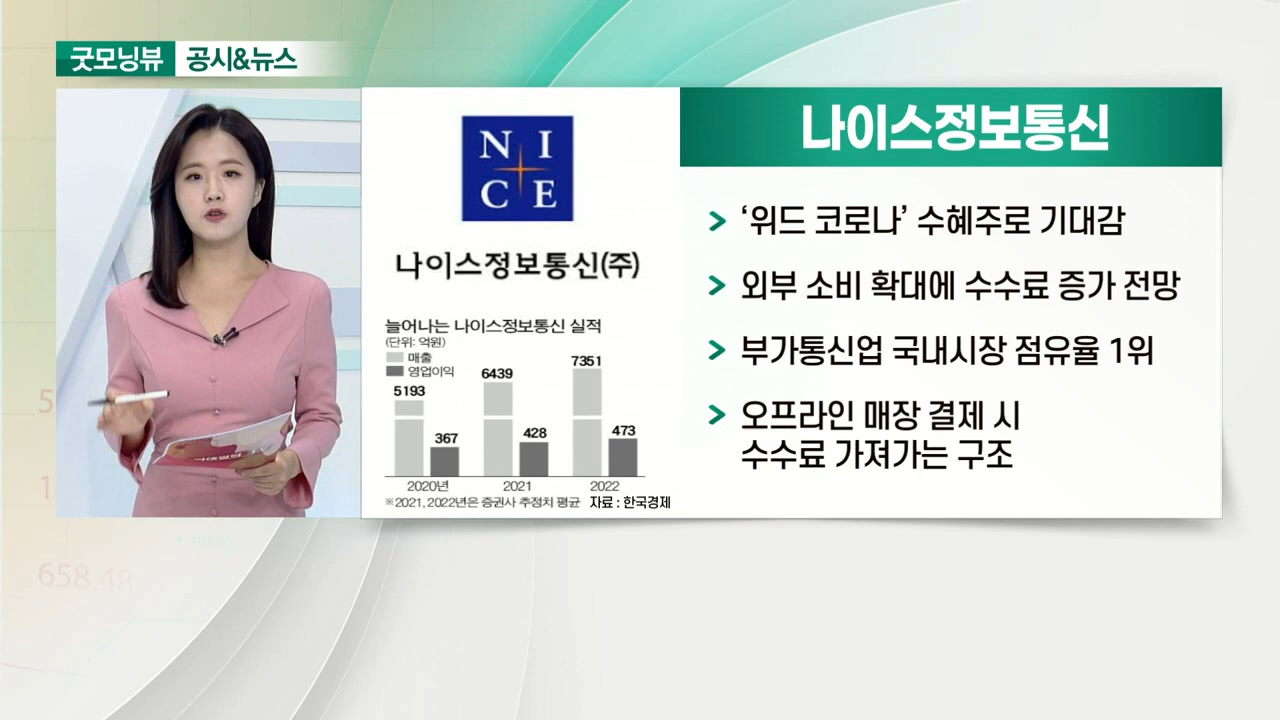 굿모닝뷰 공시&뉴스
N I
C E
나이스정보통신(주)
늘어나는 나이스정보통신 실적
(단위: 억원)
매출
영업이익
5193
367
6439
428
7351
473
2020년
2021
2022
※2021, 2022년은 증권사 추정치 평균
자료 : 한국경제
나이스정보통신
> ‘위드 코로나’ 수혜주로 기대감
> 외부 소비 확대에 수수료 증가 전망
> 부가통신업 국내시장 점유율 1위
> 오프라인 매장 결제 시
수수료 가져가는 구조
658.48